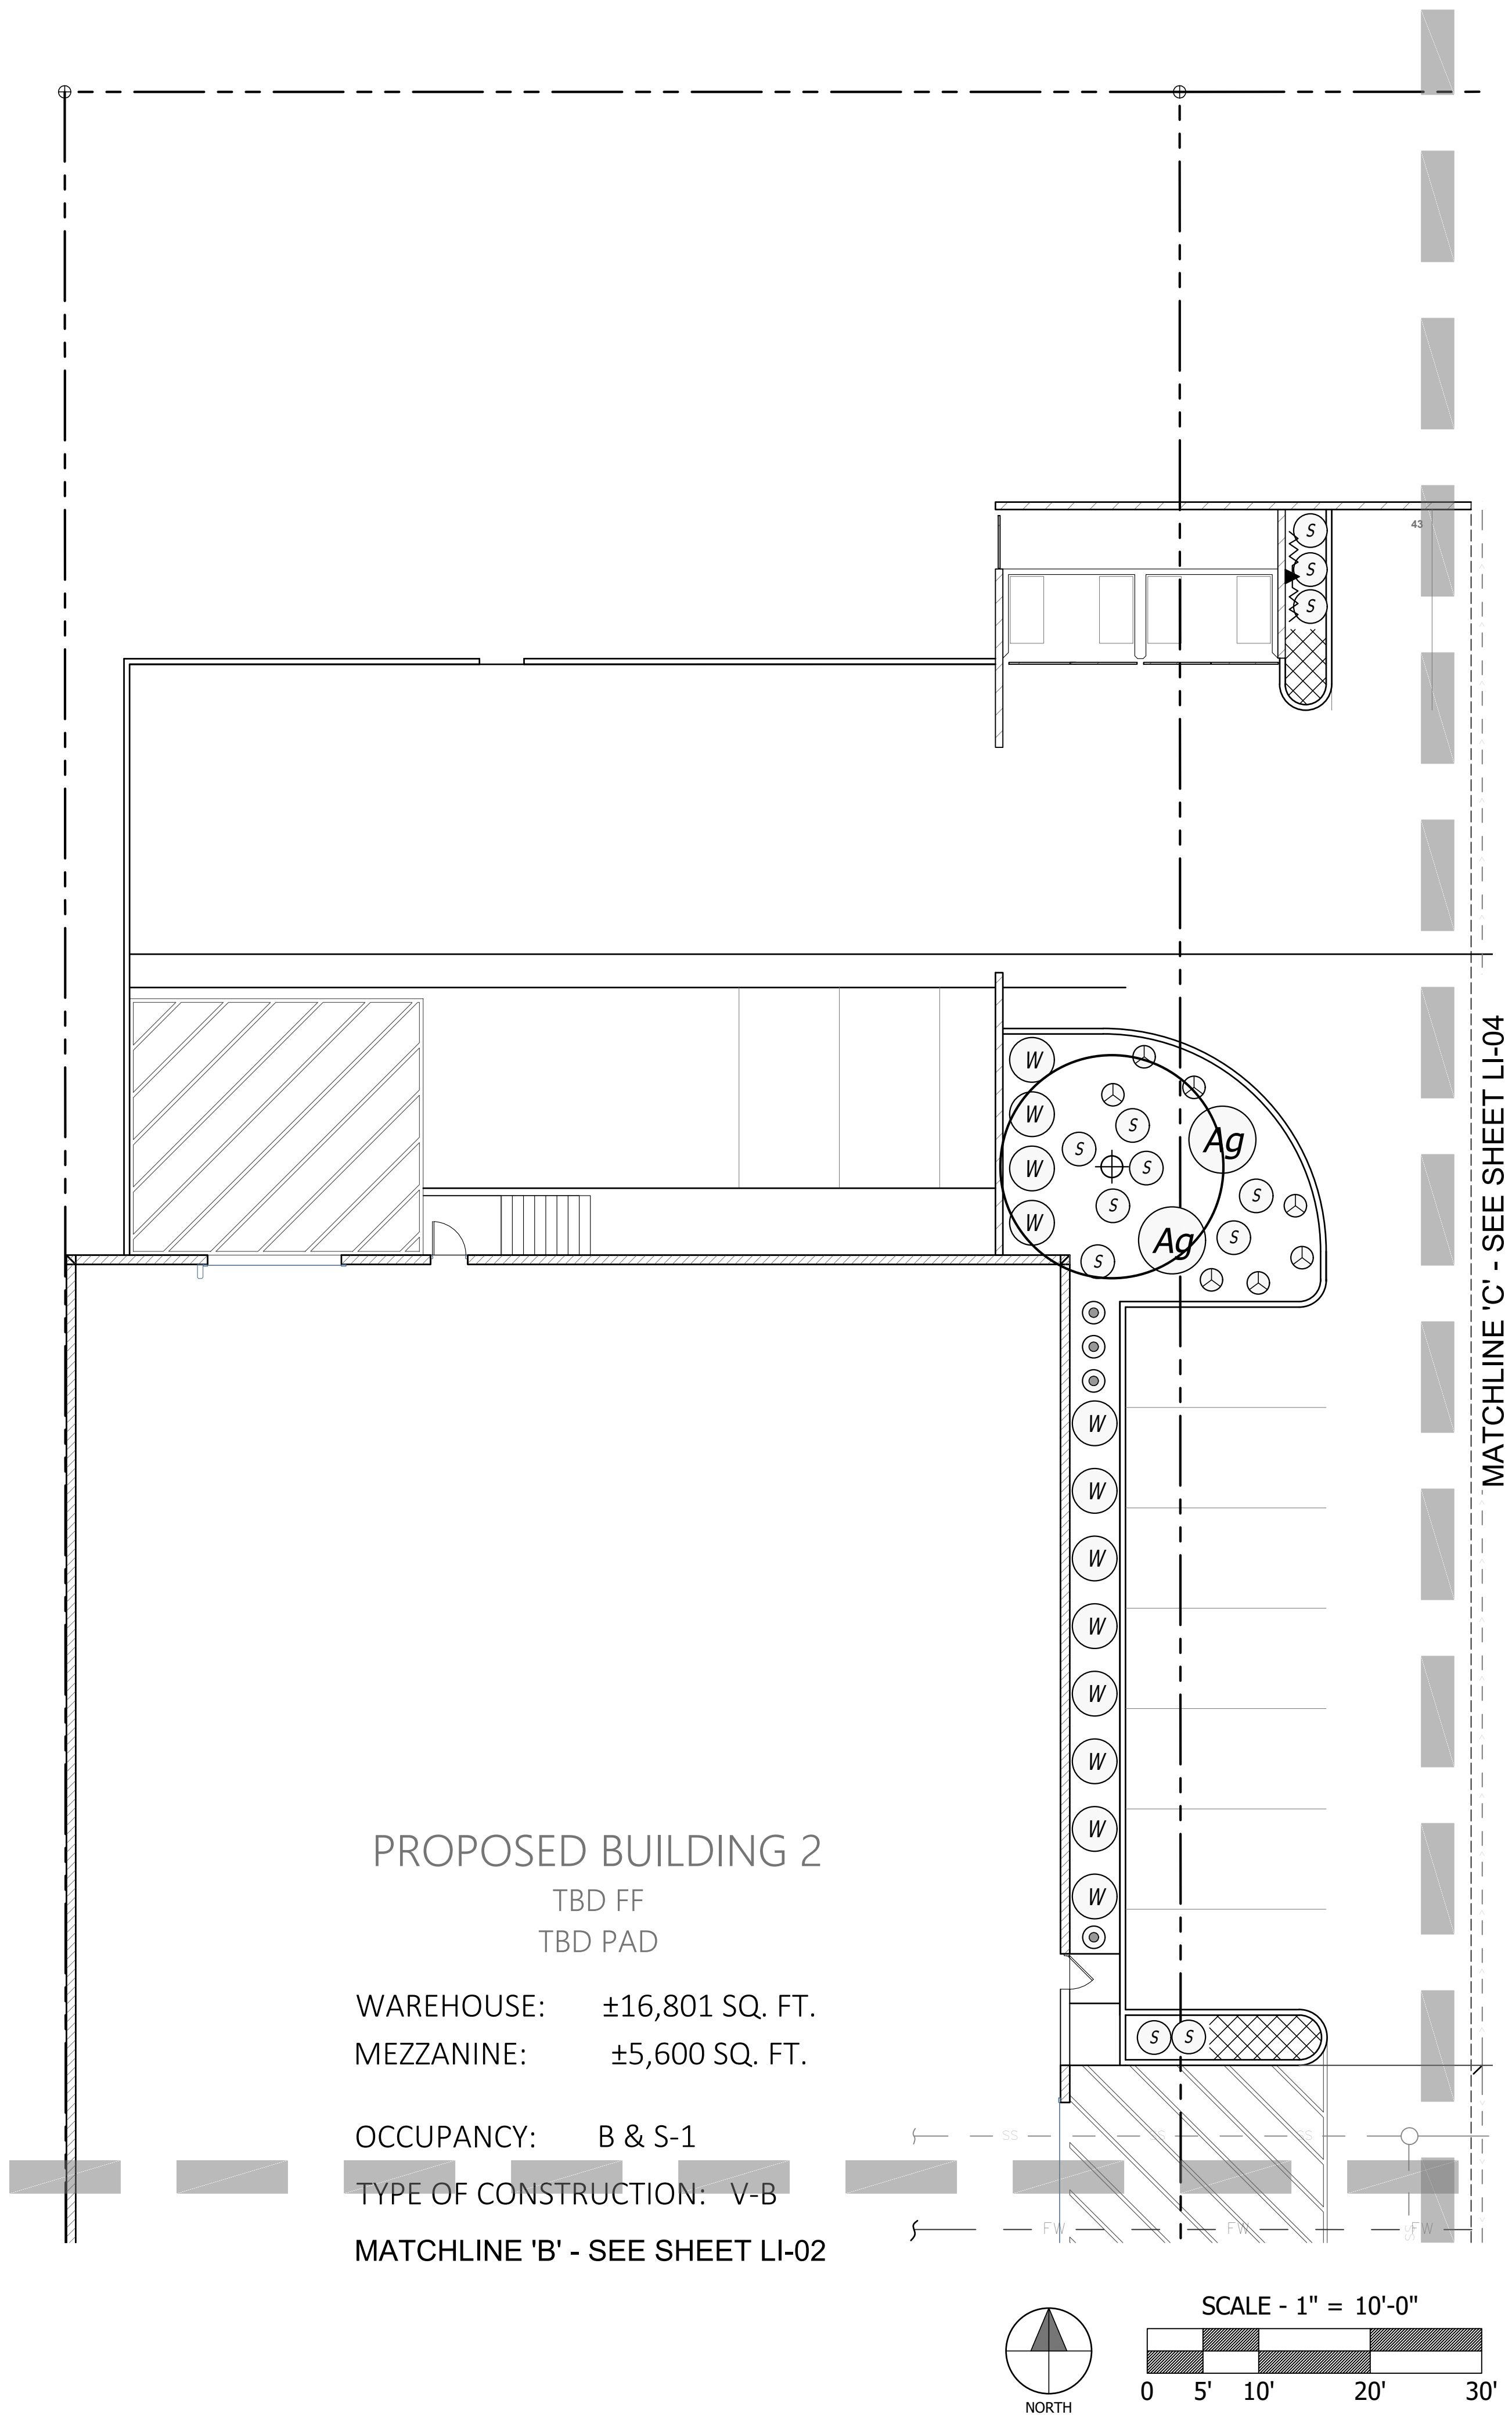 43
S
S
S
W
W
W
W
S
S
S
S
S
S
S
Ag
Ag
W
W
W
W
W
W
W
W
S S
MATCHLINE 'C' - SEE SHEET LI-04
PROPOSED BUILDING 2
TBD FF
TBD PAD
WAREHOUSE: ±16,801 SQ. FT.
MEZZANINE: ±5,600 SQ. FT.
OCCUPANCY: B & S-1
TYPE OF CONSTRUCTION: V-B
MATCHLINE 'B' - SEE SHEET LI-02
SS SS SS
FW FW FW
SCALE - 1" = 10'-0"
0 5' 10' 20' 30'
NORTH